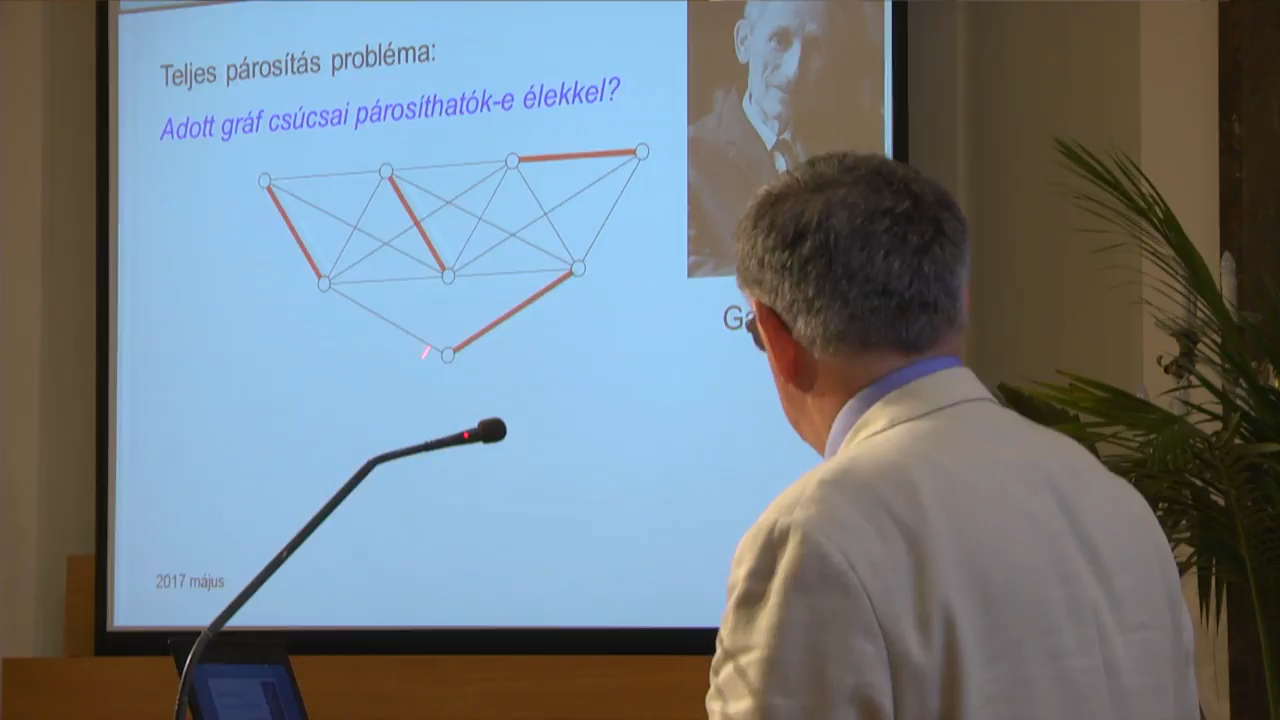 Teljes párosítás probléma:
Adott gráf csúcsai párosíthatók-e élekkel?
2017 május